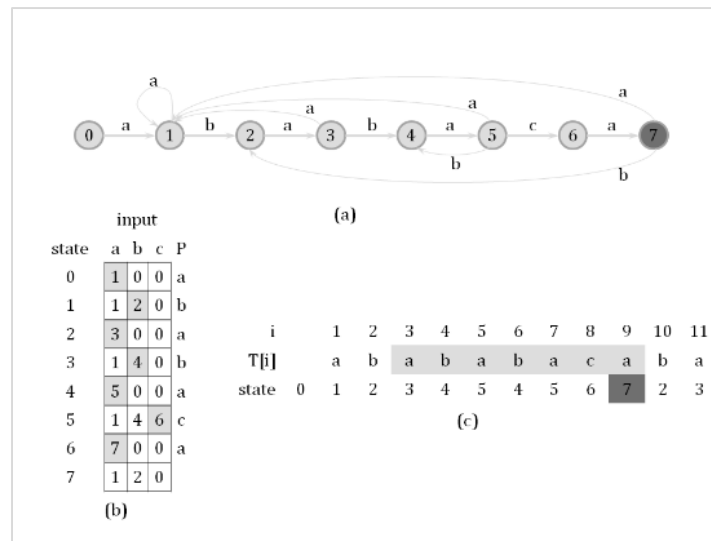 a
a
a
a
0 a 1 b 2 a 3 b 4 a 5 c 6 a 7
b
b
(a)
input
state a b c P
0 1 0 0 a
1 1 2 0 b
2 3 0 0 a
3 1 4 0 b
4 5 0 0 a
5 1 4 6 c
6 7 0 0 a
7 1 2 0
(b)
i 1 2 3 4 5 6 7 8 9 10 11
T[i] a b a b a b a c a b a
state 0 1 2 3 4 5 4 5 6 7 2 3
(c)